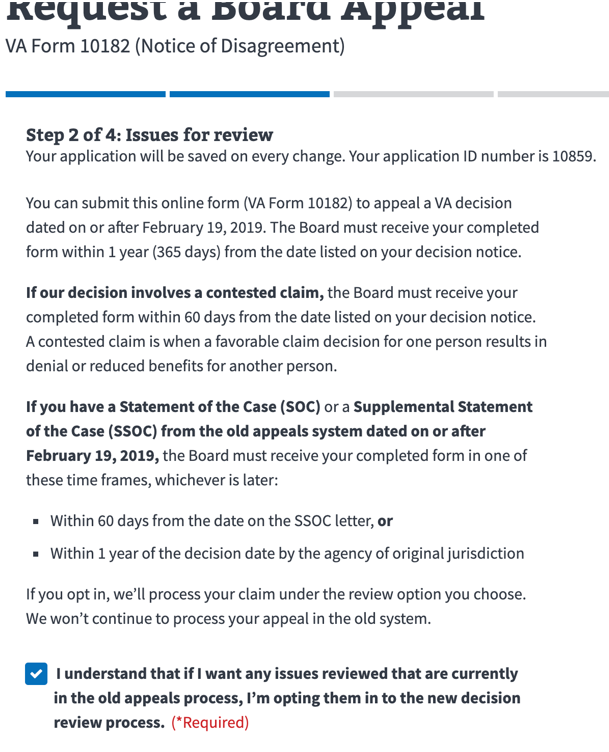 Request a Board Appeal
VA Form 10182 (Notice of Disagreement)
Step 2 of 4: Issues for review
Your application will be saved on every change. Your application ID number is 10859.
You can submit this online form (VA Form 10182) to appeal a VA decision
dated on or after February 19, 2019. The Board must receive your completed
form within 1 year (365 days) from the date listed on your decision notice.
If our decision involves a contested claim, the Board must receive your
completed form within 60 days from the date listed on your decision notice.
A contested claim is when a favorable claim decision for one person results in
denial or reduced benefits for another person.
If you have a Statement of the Case (SOC) or a Supplemental Statement
of the Case (SSOC) from the old appeals system dated on or after
February 19, 2019, the Board must receive your completed form in one of
these time frames, whichever is later:
▪ Within 60 days from the date on the SSOC letter, or
▪ Within 1 year of the decision date by the agency of original jurisdiction
If you opt in, we’ll process your claim under the review option you choose.
We won’t continue to process your appeal in the old system.
I understand that if I want any issues reviewed that are currently
in the old appeals process, I’m opting them in to the new decision
review process. (*Required)